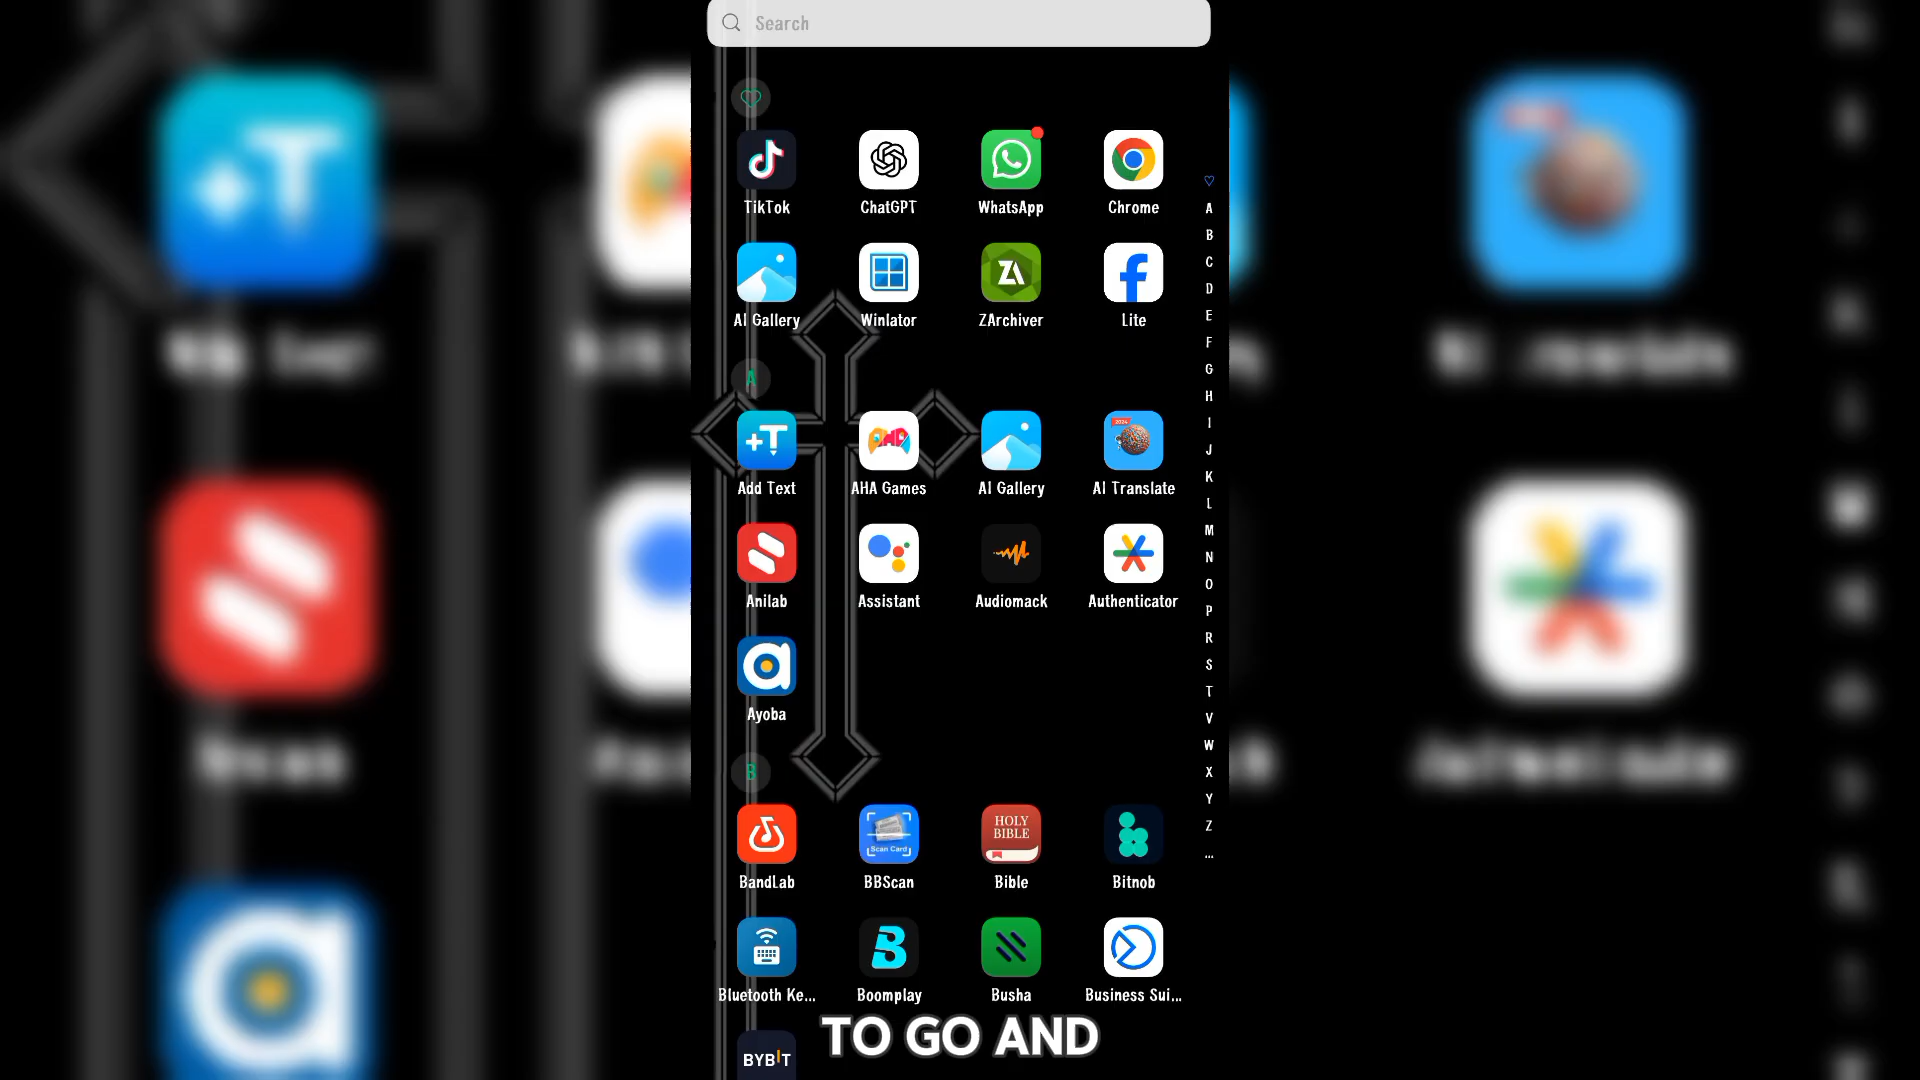 Search
TikTok ChatGPT WhatsApp Chrome
AI Gallery Winlator ZArchiver Lite
A
Add Text AHA Games AI Gallery AI Translate
Anilab Assistant Audiomack Authenticator
Ayoba
B
HOLY
BIBLE
Scan Card
BandLab BBScan Bible Bitnob
Bluetooth Ke... Boomplay Busha Business Sui...
BYBIT
TO GO AND
A
B
C
D
E
F
G
H
I
J
K
L
M
N
O
P
R
S
T
V
W
X
Y
Z
...